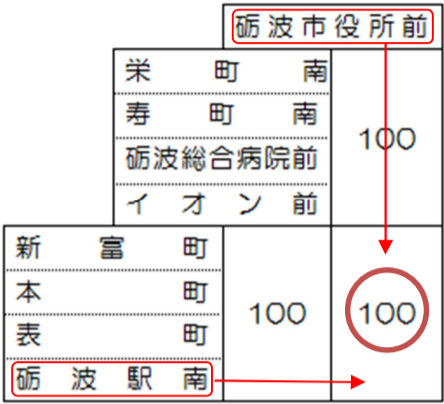 砺波市役所前
栄町南
寿町南
砺波総合病院前
イオン前
100
新富町
本町
表町
砺波駅南
100
100